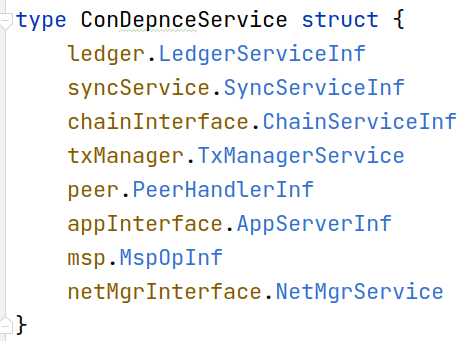 type ConDepnceService struct {
    ledger.LedgerServiceInf
    syncService.SyncServiceInf
    chainInterface.ChainServiceInf
    txManager.TxManagerService
    peer.PeerHandlerInf
    appInterface.AppServerInf
    msp.MspOpInf
    netMgrInterface.NetMgrService
}